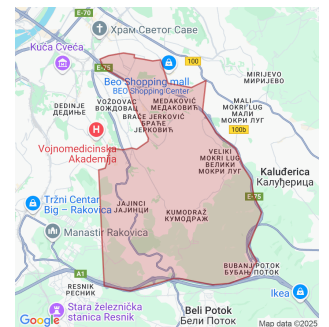 E-70
Храм Светог Саве
Kuća Cveća
E-75
100
Beo Shopping mall
BEO Shopping Center
MIRIJEVO
МИРИЈЕВО
DEDINJE
ДЕДИЊЕ
VOZDOVAC
ВОЖДОВАЦ
MEDAKOVIĆ
МЕДАКОВИЋ
BRAĆE JERKOVIĆ
БРАЋЕ
ЈЕРКОВИЋ
MALI
MOKRI LUG
МАЛИ
МОКРИ ЛУГ
100b
Vojnomedicinska
Akademija
VELIKI
MOKRI LUG
ВЕЛИКИ
МОКРИ ЛУГ
Kaluđerica
Калуђерица
E-75
Tržni Centar
Big – Rakovica
JAJINCI
ЈАЈИНЦИ
KUMODRAŽ
КУМОДРАЖ
Manastir Rakovica
BUBANJ POTOK
БУБАЊ ПОТОК
A1
RESNIK
РЕСНИК
Ikea
Stara železnička
stanica Resnik
Beli Potok
Бели Поток
Google
Map data ©2025